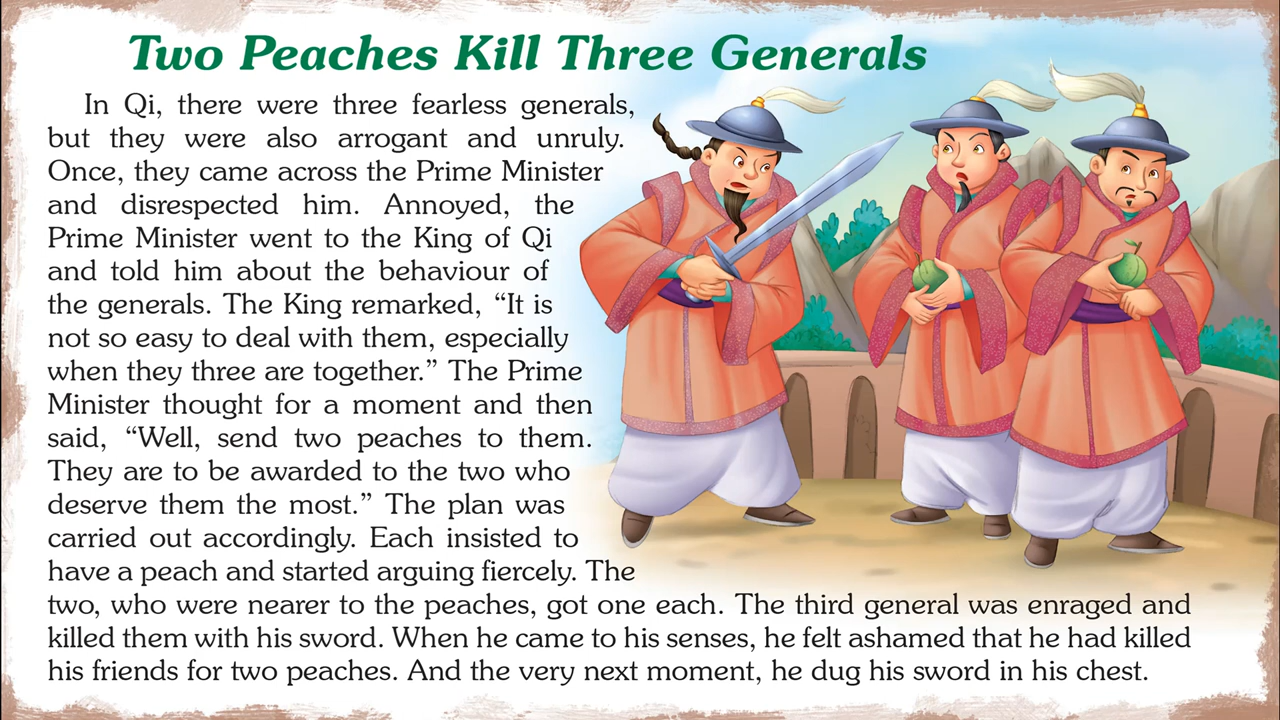 Two Peaches Kill Three Generals
In Qi, there were three fearless generals,
but they were also arrogant and unruly.
Once, they came across the Prime Minister
and disrespected him. Annoyed, the
Prime Minister went to the King of Qi
and told him about the behaviour of
the generals. The King remarked, “It is
not so easy to deal with them, especially
when they three are together.” The Prime
Minister thought for a moment and then
said, “Well, send two peaches to them.
They are to be awarded to the two who
deserve them the most.” The plan was
carried out accordingly. Each insisted to
have a peach and started arguing fiercely. The
two, who were nearer to the peaches, got one each. The third general was enraged and
killed them with his sword. When he came to his senses, he felt ashamed that he had killed
his friends for two peaches. And the very next moment, he dug his sword in his chest.